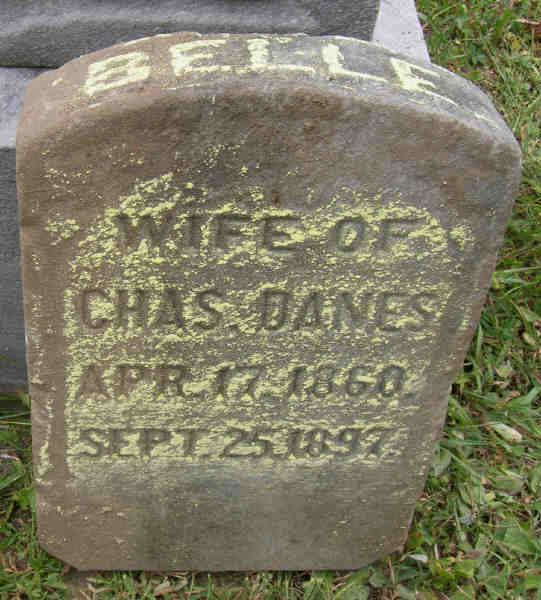 BELLE
WIFE OF
CHAS. DANES
APR. 17. 1860.
SEPT. 25. 1897.